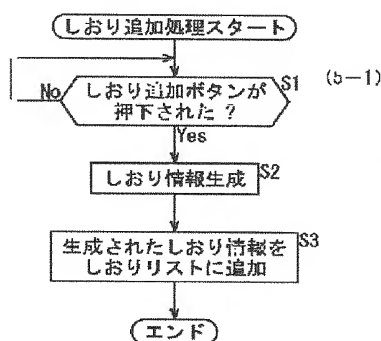 しおり追加処理スタート
No
しおり追加ボタンが
押下された?
S1
(5-1)
Yes
しおり情報生成
S2
生成されたしおり情報を
しおりリストに追加
S3
エンド